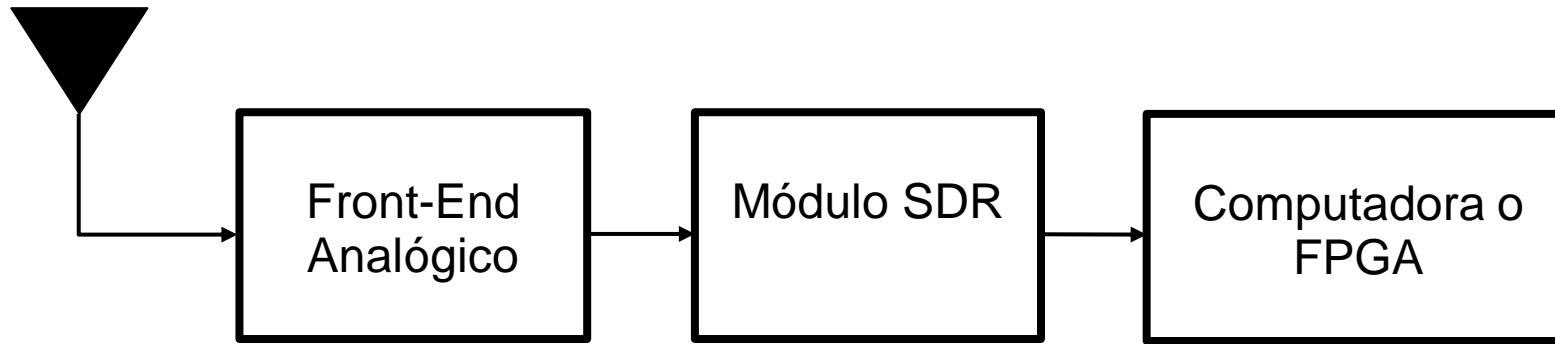 Front-End
Analógico
Módulo SDR
Computadora o
FPGA